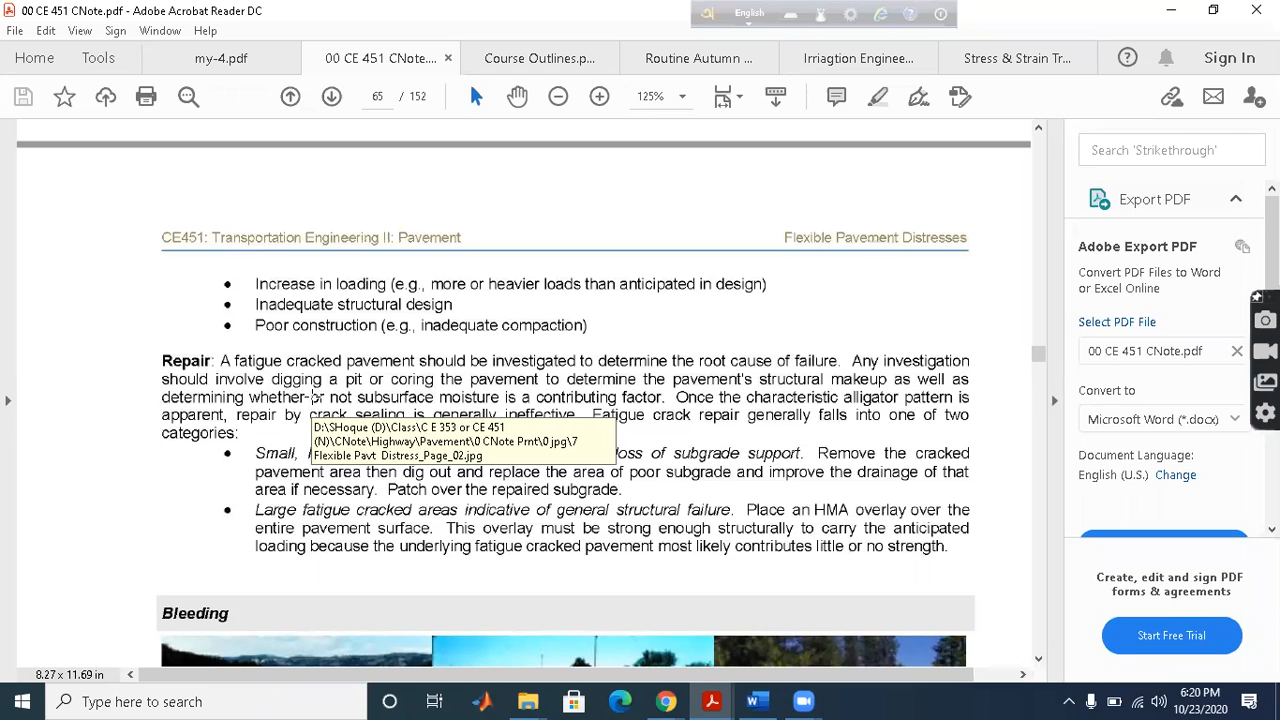 00 CE 451 CNote.pdf - Adobe Acrobat Reader DC
English
File Edit View Sign Window Help
Home Tools my-4.pdf 00 CE 451 CNote.... × Course Outlines.p... Routine Autumn ... Irriagtion Enginee... Stress & Strain Tr... Sign In
65 / 152 125%
Search 'Strikethrough'
Export PDF
Adobe Export PDF
Convert PDF Files to Word
or Excel Online
Select PDF File
00 CE 451 CNote.pdf
Convert to
Microsoft Word (*.docx)
Document Language:
English (U.S.) Change
Create, edit and sign PDF
forms & agreements
Start Free Trial
CE451: Transportation Engineering II: Pavement Flexible Pavement Distresses
• Increase in loading (e.g., more or heavier loads than anticipated in design)
• Inadequate structural design
• Poor construction (e.g., inadequate compaction)
Repair: A fatigue cracked pavement should be investigated to determine the root cause of failure. Any investigation
should involve digging a pit or coring the pavement to determine the pavement's structural makeup as well as
determining whether or not subsurface moisture is a contributing factor. Once the characteristic alligator pattern is
apparent, repair by crack sealing is generally ineffective. Fatigue crack repair generally falls into one of two
categories:
D:\SHoque (D)\Class\C E 353 or CE 451
(N)\CNote\Highway\Pavement\0 CNote Prnt\0.jpg\7
Flexible Pavt Distress_Page_02.jpg
• Small, loss of subgrade support. Remove the cracked
pavement area then dig out and replace the area of poor subgrade and improve the drainage of that
area if necessary. Patch over the repaired subgrade.
• Large fatigue cracked areas indicative of general structural failure. Place an HMA overlay over the
entire pavement surface. This overlay must be strong enough structurally to carry the anticipated
loading because the underlying fatigue cracked pavement most likely contributes little or no strength.
Bleeding
8.27 x 11.69 in
Type here to search
6:20 PM
10/23/2020